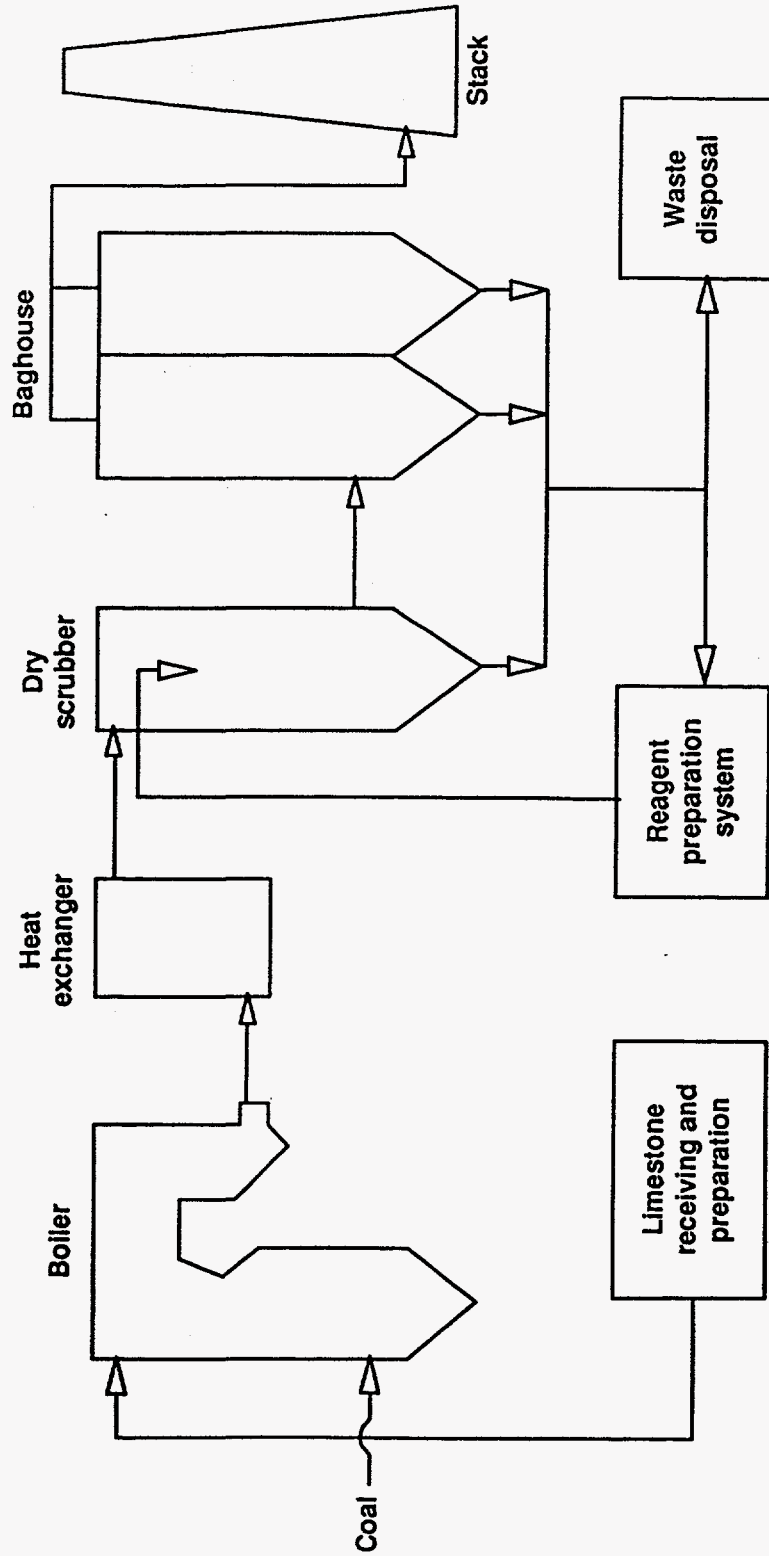 Coal
Boiler
Heat
exchanger
Dry
scrubber
Baghouse
Stack
Limestone
receiving and
preparation
Reagent
preparation
system
Waste
disposal